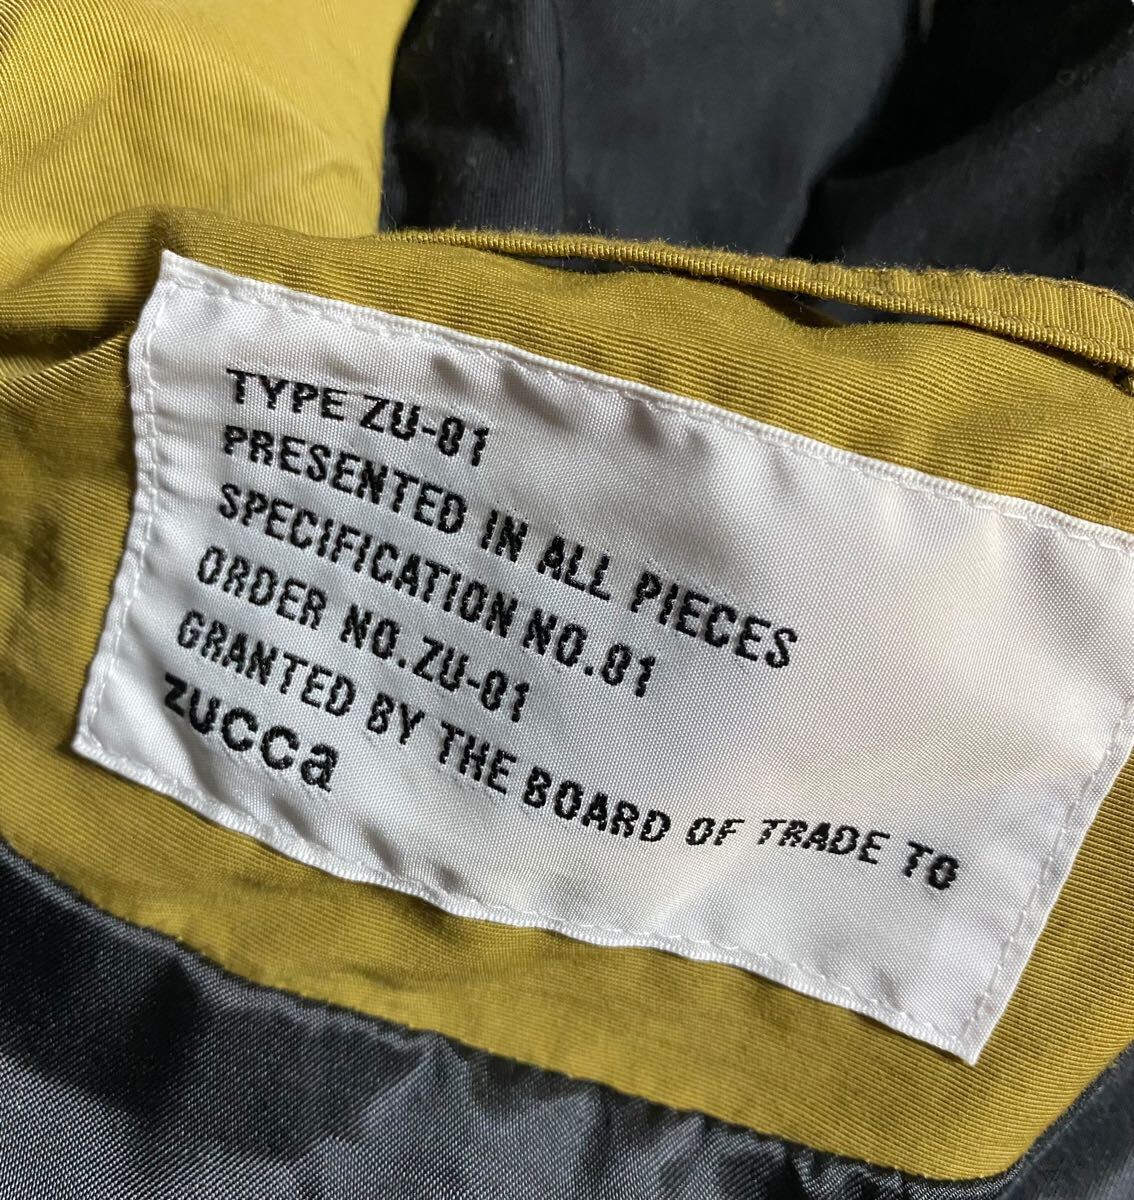 TYPE ZU-01
PRESENTED IN ALL PIECES
SPECIFICATION NO.01
ORDER NO.ZU-01
GRANTED BY THE BOARD OF TRADE TO
zucca